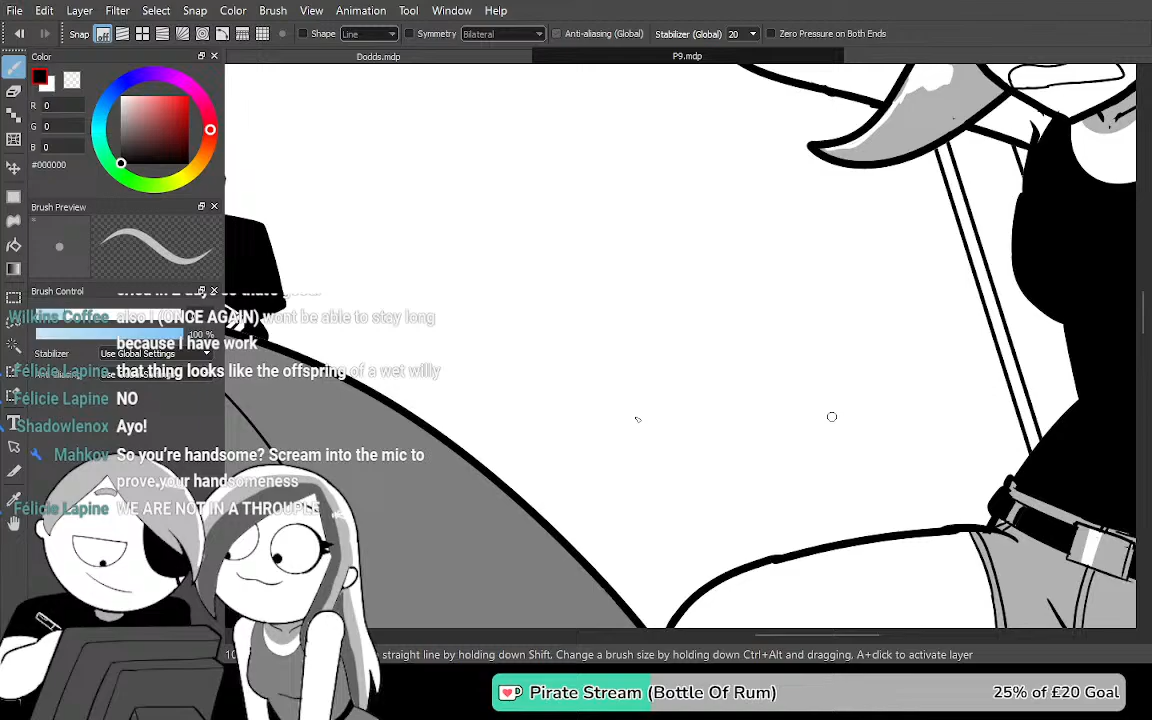 File Edit Layer Filter Select Snap Color Brush View Animation Tool Window Help
Snap off Shape Line Symmetry Bilateral Anti-aliasing (Global) Stabilizer (Global) 20 Zero Pressure on Both Ends
Dodds.mdp P9.mdp
Color
R 0
G 0
B 0
#000000
Brush Preview
Brush Control
Wilkins Coffee also I (ONCE AGAIN) wont be able to stay long
because I have work
100 %
Stabilizer Use Global Settings
Félicie Lapine that thing looks like the offspring of a wet willy
Félicie Lapine NO
Shadowlenox Ayo!
Mahkov So you're handsome? Scream into the mic to
prove your handsomeness
Félicie Lapine WE ARE NOT IN A THROUPLE
straight line by holding down Shift, Change a brush size by holding down Ctrl+Alt and dragging, A+click to activate layer
Pirate Stream (Bottle Of Rum) 25% of £20 Goal